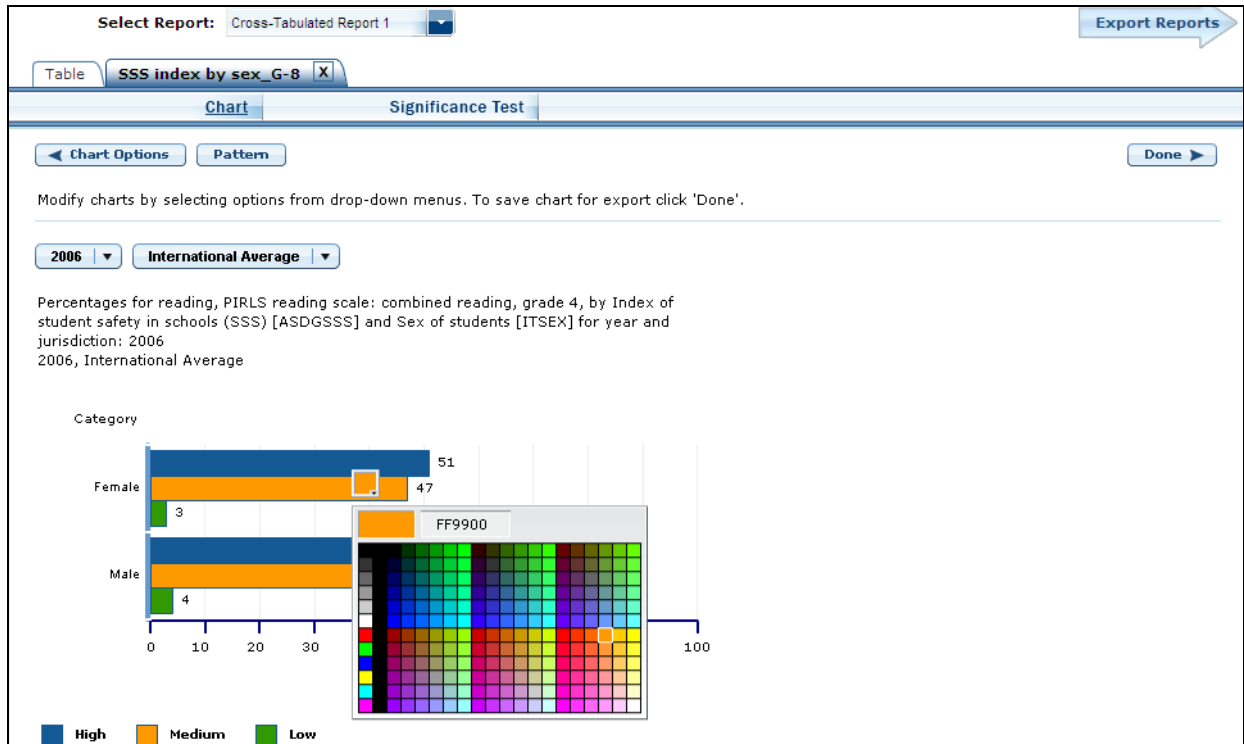 Select Report: Cross-Tabulated Report 1
Export Reports
Table
SSS index by sex_G-8 X
Chart
Significance Test
Chart Options
Pattern
Done
Modify charts by selecting options from drop-down menus. To save chart for export click 'Done'.
2006
International Average
Percentages for reading, PIRLS reading scale: combined reading, grade 4, by Index of
student safety in schools (SSS) [ASDGSSS] and Sex of students [ITSEX] for year and
jurisdiction: 2006
2006, International Average
Category
51
Female
47
3
FF9900
Male
4
0 10 20 30 100
High Medium Low